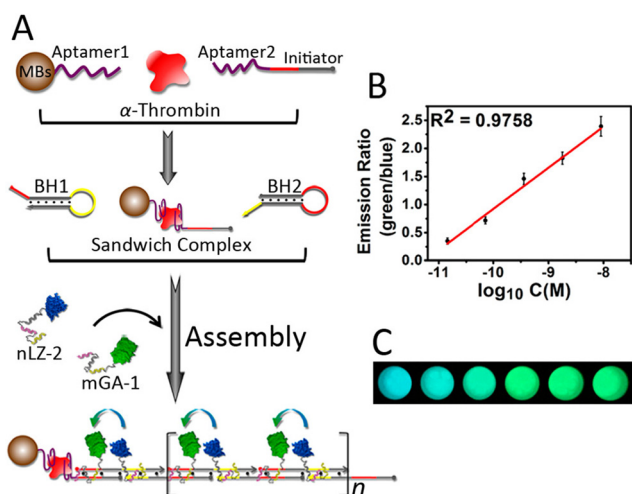 A
MBs
Aptamer1
Aptamer2
Initiator
α-Thrombin
BH1
BH2
Sandwich Complex
nLZ-2
mGA-1
Assembly
n
B
R² = 0.9758
Emission Ratio
(green/blue)
2.5
2.0
1.5
1.0
0.5
0.0
-11 -10 -9 -8
log₁₀ C(M)
C